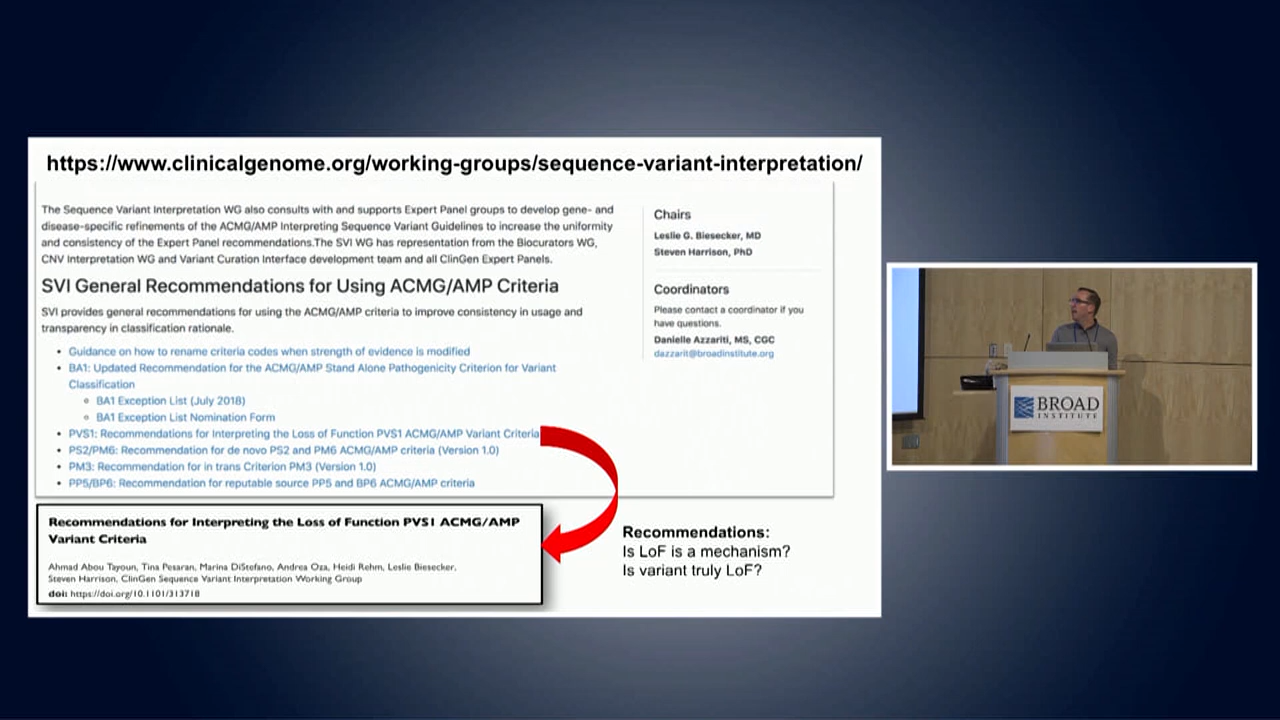 https://www.clinicalgenome.org/working-groups/sequence-variant-interpretation/
The Sequence Variant Interpretation WG also consults with and supports Expert Panel groups to develop gene- and
disease-specific refinements of the ACMG/AMP Interpreting Sequence Variant Guidelines to increase the uniformity
and consistency of the Expert Panel recommendations.The SVI WG has representation from the Biocurators WG,
CNV Interpretation WG and Variant Curation Interface development team and all ClinGen Expert Panels.
SVI General Recommendations for Using ACMG/AMP Criteria
SVI provides general recommendations for using the ACMG/AMP criteria to improve consistency in usage and
transparency in classification rationale.
• Guidance on how to rename criteria codes when strength of evidence is modified
• BA1: Updated Recommendation for the ACMG/AMP Stand Alone Pathogenicity Criterion for Variant
Classification
BA1 Exception List (July 2018)
BA1 Exception List Nomination Form
• PVS1: Recommendations for Interpreting the Loss of Function PVS1 ACMG/AMP Variant Criteria
• PS2/PM6: Recommendation for de novo PS2 and PM6 ACMG/AMP criteria (Version 1.0)
• PM3: Recommendation for in trans Criterion PM3 (Version 1.0)
• PP5/BP6: Recommendation for reputable source PP5 and BP6 ACMG/AMP criteria
Chairs
Leslie G. Biesecker, MD
Steven Harrison, PhD
Coordinators
Please contact a coordinator if you
have questions.
Danielle Azzariti, MS, CGC
dazzarit@broadinstitute.org
Recommendations for Interpreting the Loss of Function PVS1 ACMG/AMP
Variant Criteria
Ahmad Abou Tayoun, Tina Pesaran, Marina DiStefano, Andrea Oza, Heidi Rehm, Leslie Biesecker,
Steven Harrison, ClinGen Sequence Variant Interpretation Working Group
doi: https://doi.org/10.1101/313718
Recommendations:
Is LoF is a mechanism?
Is variant truly LoF?
BROAD
INSTITUTE